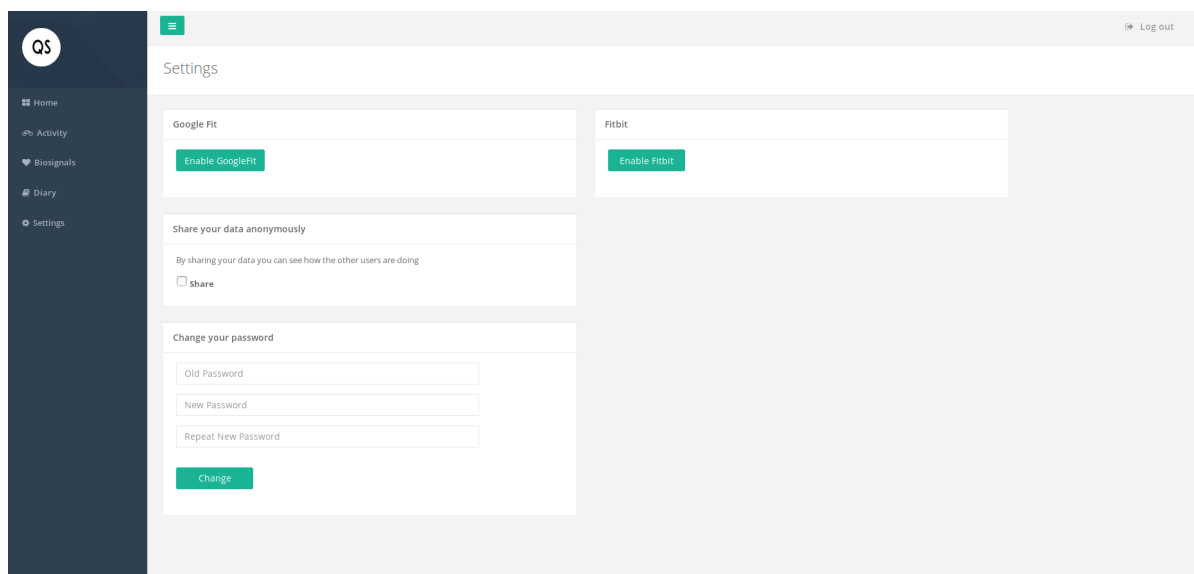 QS
Home
Activity
Biosignals
Diary
Settings
Log out
Settings
Google Fit
Enable GoogleFit
Fitbit
Enable Fitbit
Share your data anonymously
By sharing your data you can see how the other users are doing
Share
Change your password
Old Password
New Password
Repeat New Password
Change